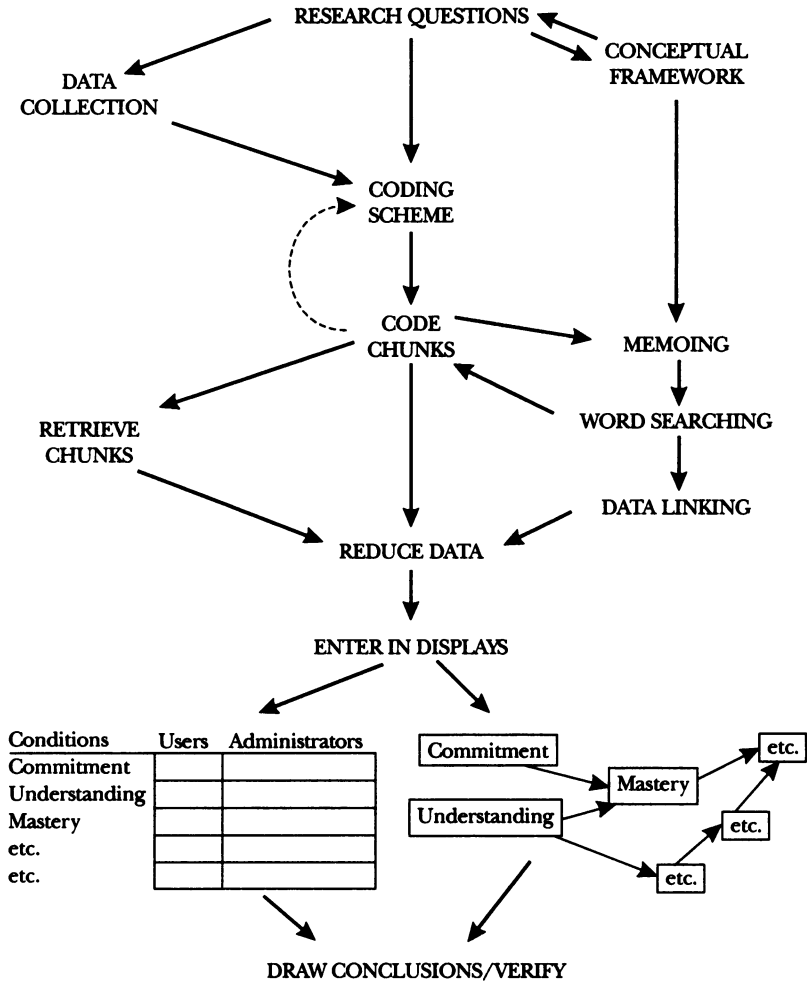 RESEARCH QUESTIONS
CONCEPTUAL
FRAMEWORK
DATA
COLLECTION
CODING
SCHEME
CODE
CHUNKS
MEMOING
RETRIEVE
CHUNKS
WORD SEARCHING
DATA LINKING
REDUCE DATA
ENTER IN DISPLAYS
Conditions Users Administrators
Commitment
Understanding
Mastery
etc.
etc.
Commitment
Mastery
etc.
Understanding
etc.
etc.
DRAW CONCLUSIONS/VERIFY